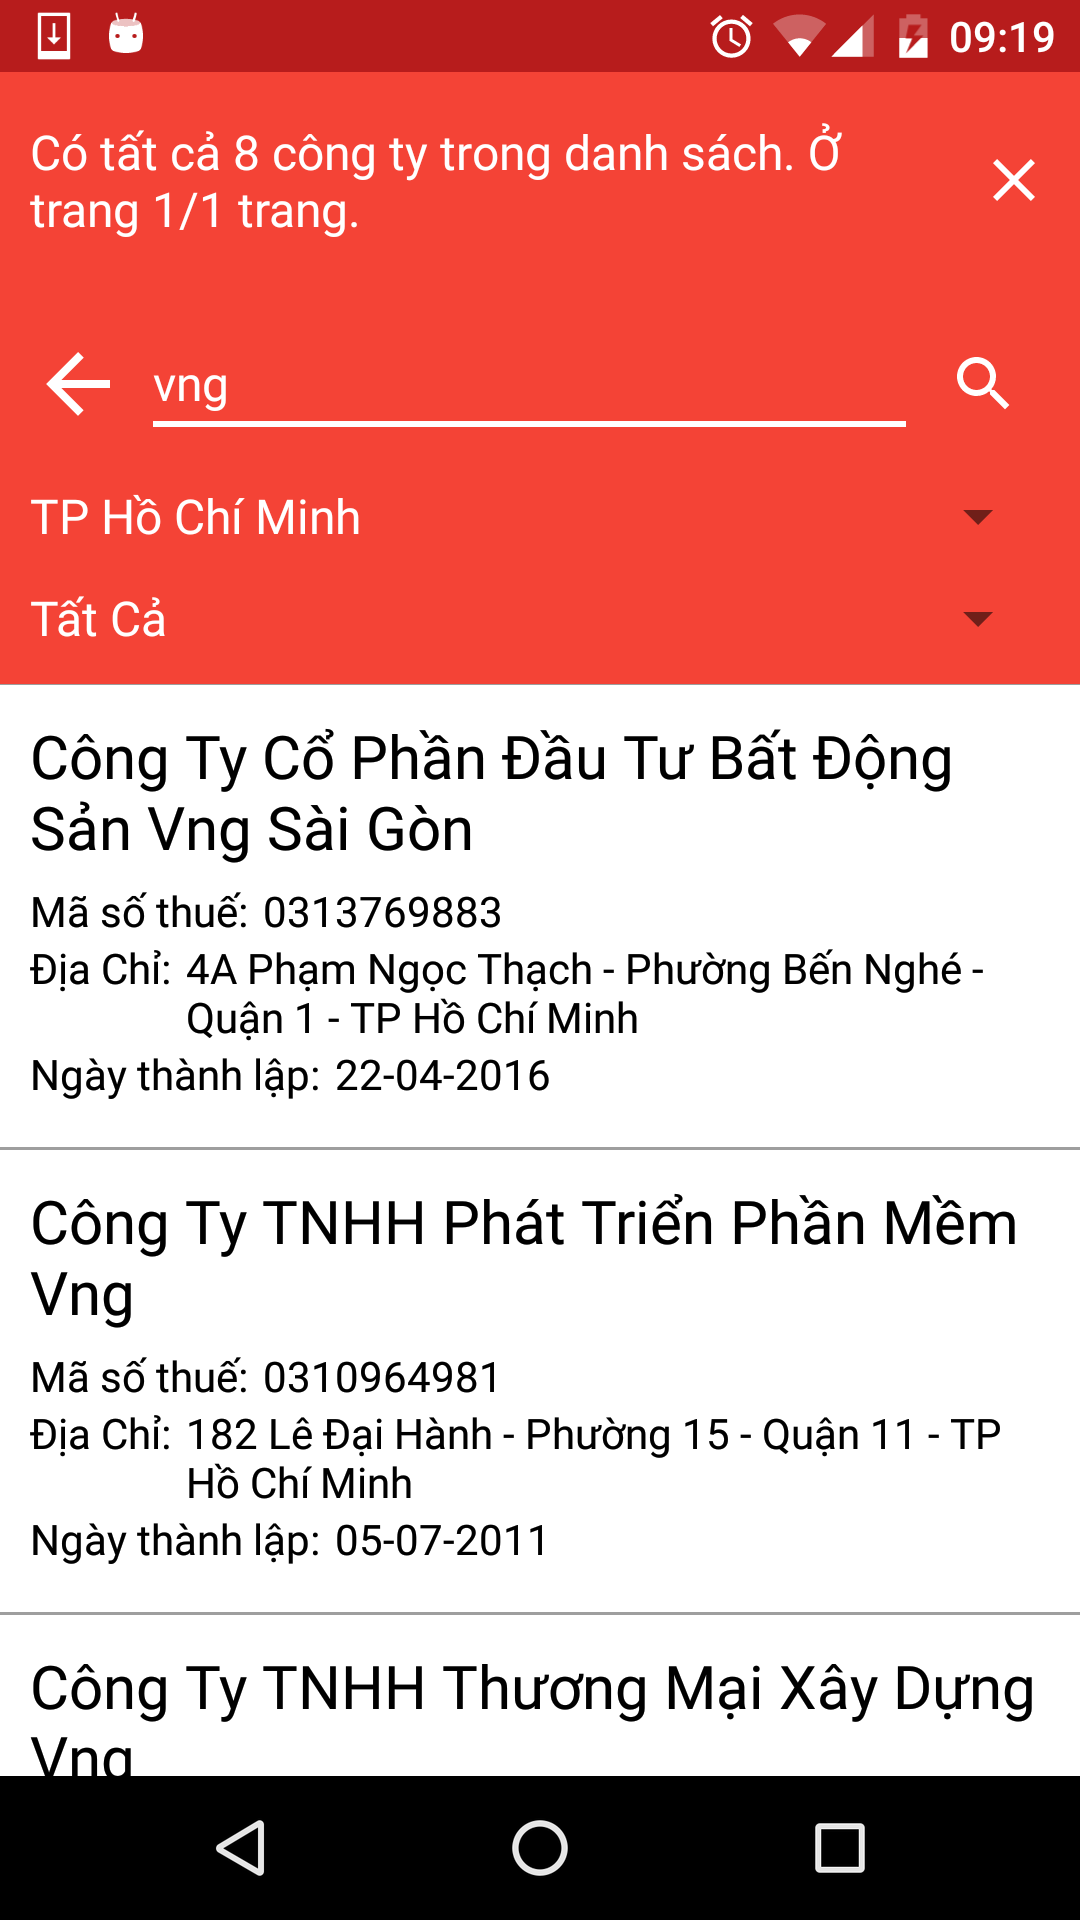 09:19
Có tất cả 8 công ty trong danh sách. Ở
trang 1/1 trang.
vng
TP Hồ Chí Minh
Tất Cả
Công Ty Cổ Phần Đầu Tư Bất Động
Sản Vng Sài Gòn
Mã số thuế: 0313769883
Địa Chỉ: 4A Phạm Ngọc Thạch - Phường Bến Nghé -
Quận 1 - TP Hồ Chí Minh
Ngày thành lập: 22-04-2016
Công Ty TNHH Phát Triển Phần Mềm
Vng
Mã số thuế: 0310964981
Địa Chỉ: 182 Lê Đại Hành - Phường 15 - Quận 11 - TP
Hồ Chí Minh
Ngày thành lập: 05-07-2011
Công Ty TNHH Thương Mại Xây Dựng
Vng